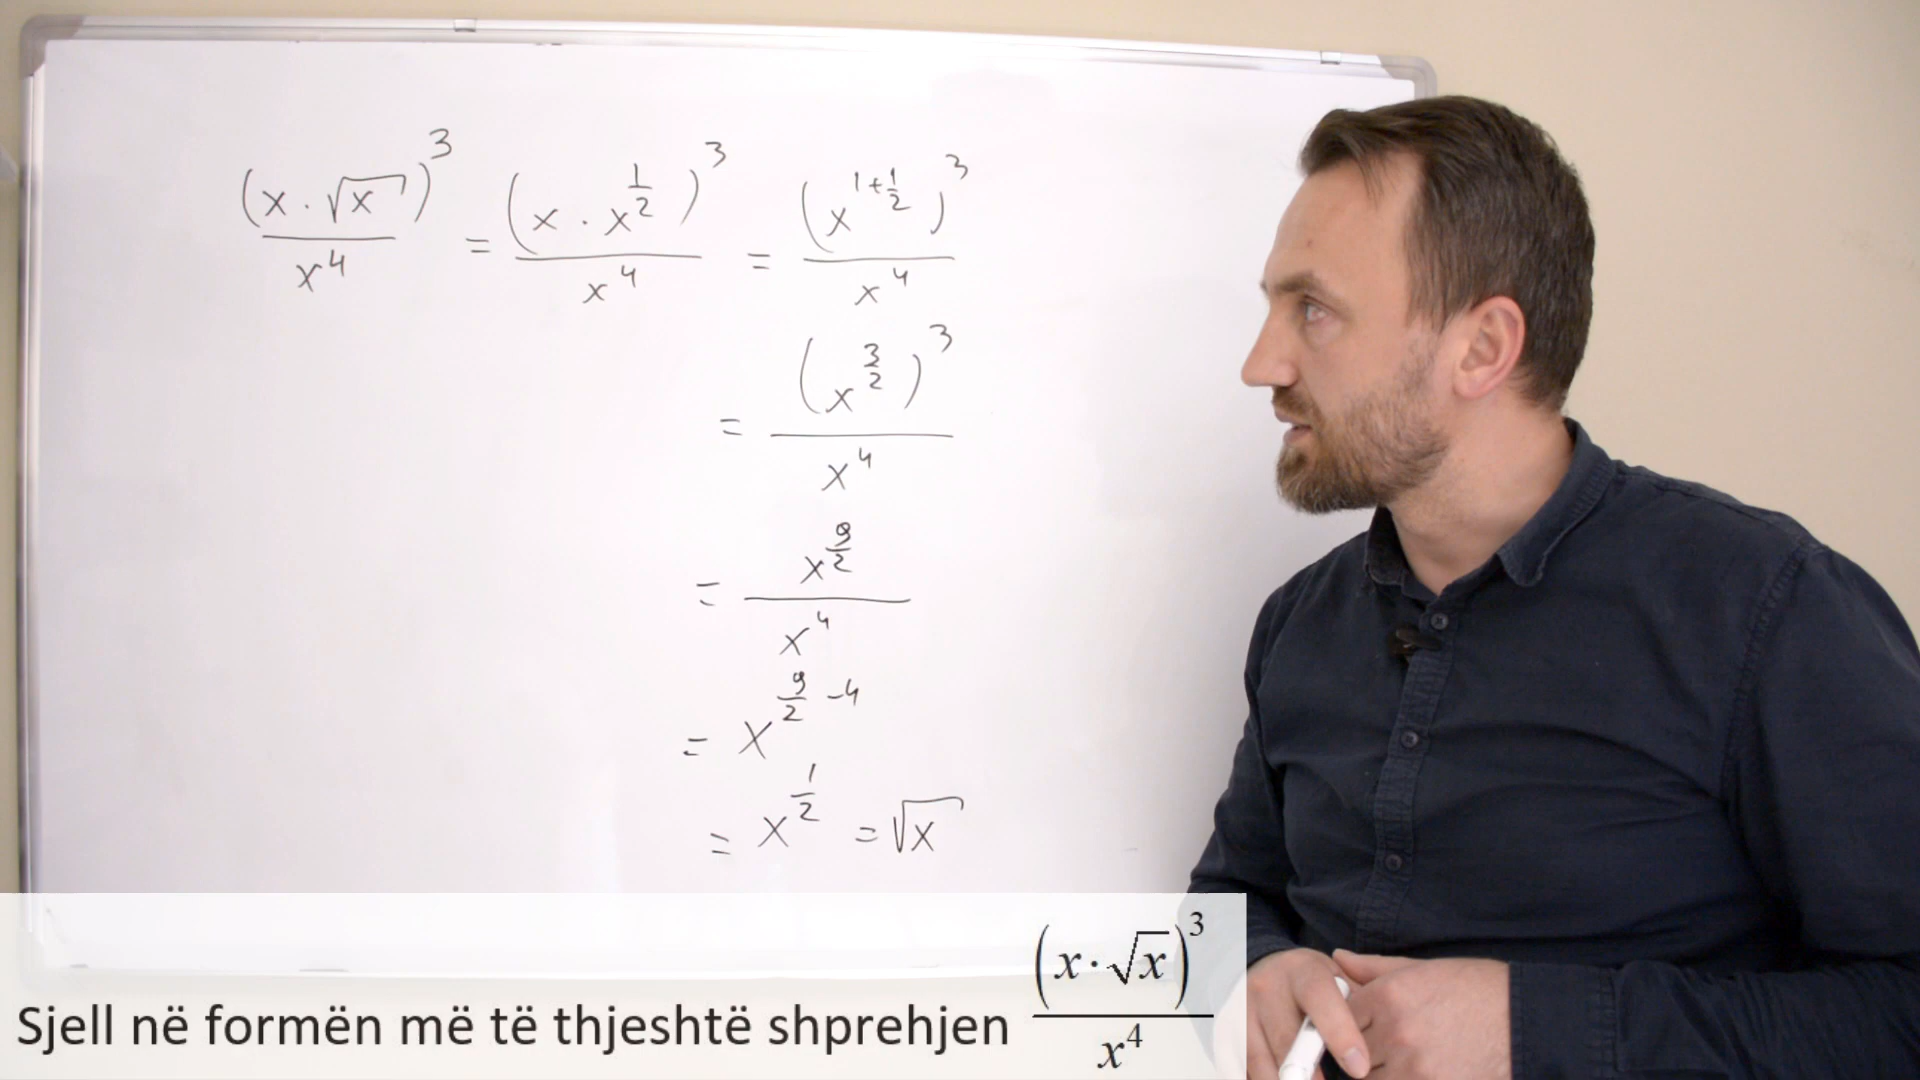 (x · √x)³ / x⁴ = (x · x^(1/2))³ / x⁴ = (x^(1+1/2))³ / x⁴
= (x^(3/2))³ / x⁴
= x^(9/2) / x⁴
= x^(9/2 -4)
= x^(1/2) = √x
Sjell në formën më të thjeshtë shprehjen (x·√x)³ / x⁴